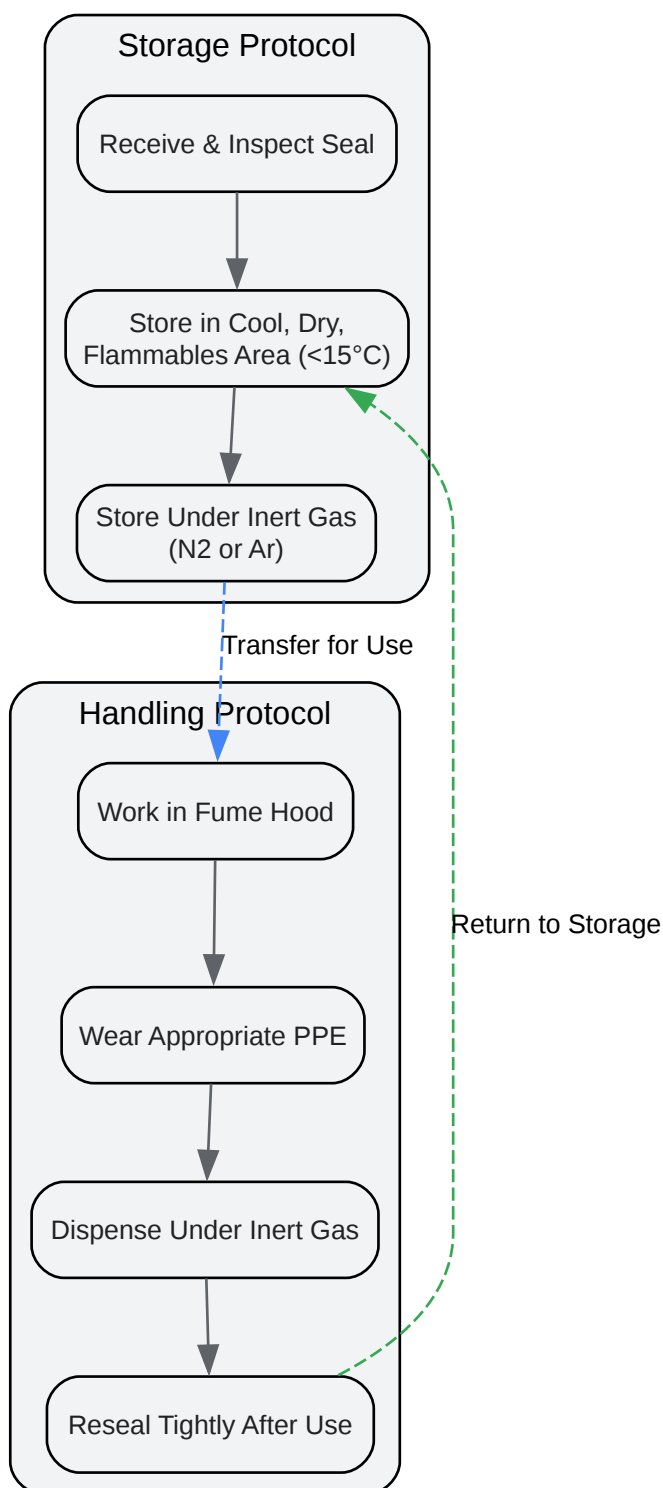 Storage Protocol
Receive & Inspect Seal
Store in Cool, Dry,
Flammables Area (<15°C)
Store Under Inert Gas
(N2 or Ar)
Transfer for Use
Handling Protocol
Work in Fume Hood
Return to Storage
Wear Appropriate PPE
Dispense Under Inert Gas
Reseal Tightly After Use